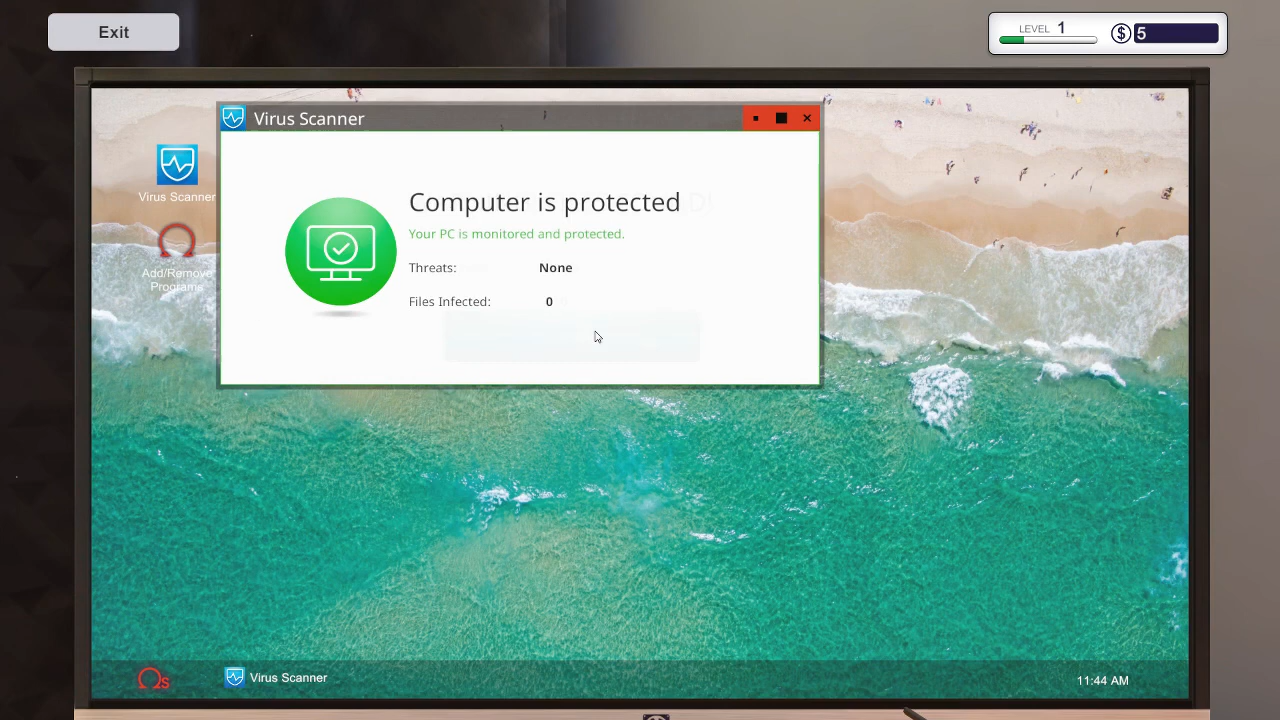 Exit
LEVEL 1
$ 5
Virus Scanner
Virus Scanner
Computer is protected
Your PC is monitored and protected.
Threats: None
Files Infected: 0
Add/Remove
Programs
Ωs
Virus Scanner
11:44 AM